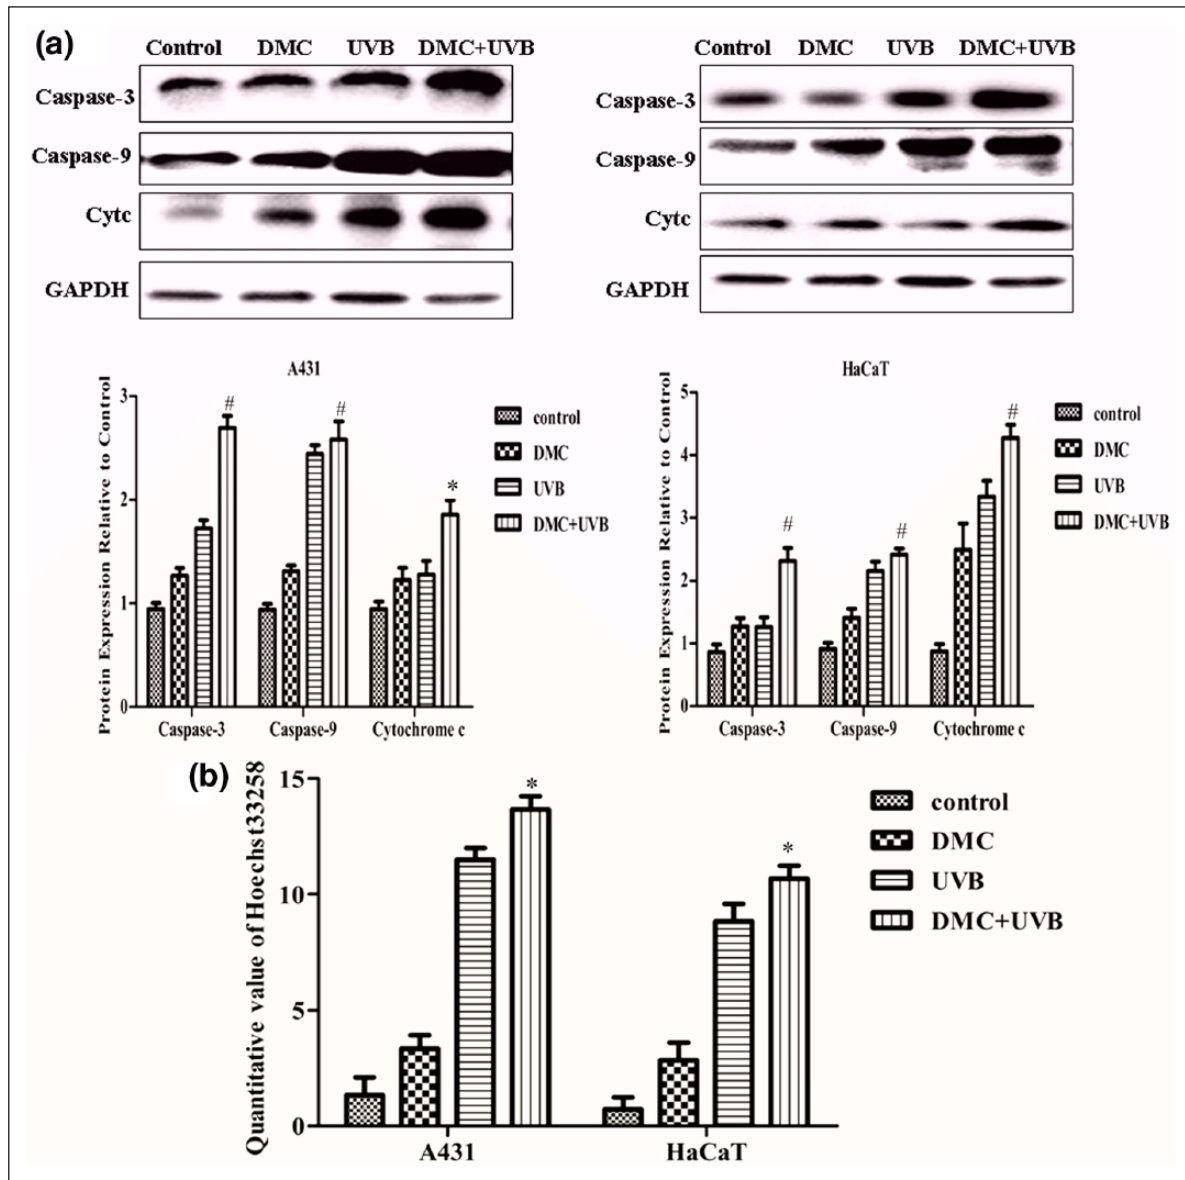 (a)
Control DMC UVB DMC+UVB
Caspase-3
Caspase-9
Cytc
GAPDH
Control DMC UVB DMC+UVB
Caspase-3
Caspase-9
Cytc
GAPDH
A431
Protein Expression Relative to Control
3
2
1
0
# # *
Caspase-3 Caspase-9 Cytochrome c
control
DMC
UVB
DMC+UVB
HaCaT
Protein Expression Relative to Control
5
4
3
2
1
0
# # #
Caspase-3 Caspase-9 Cytochrome c
control
DMC
UVB
DMC+UVB
(b)
Quantitative value of Hoechst33258
15
10
5
0
* *
A431 HaCaT
control
DMC
UVB
DMC+UVB